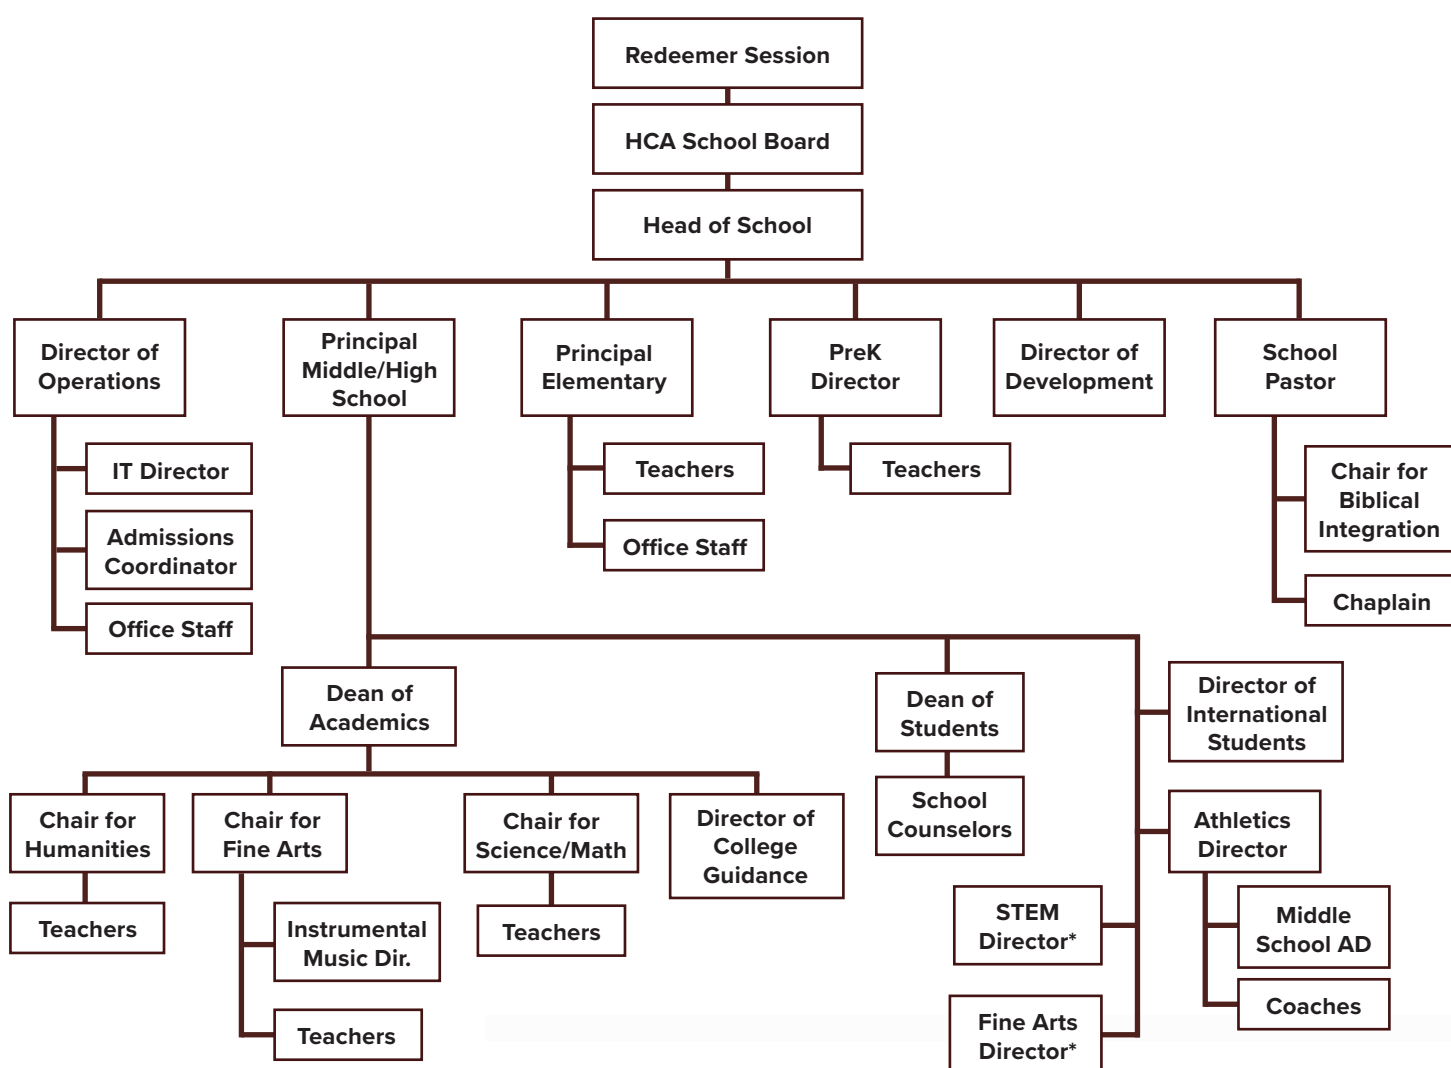 Redeemer Session
HCA School Board
Head of School
Director of
Operations
Principal
Middle/High
School
Principal
Elementary
PreK
Director
Director of
Development
School
Pastor
IT Director
Admissions
Coordinator
Office Staff
Teachers
Office Staff
Teachers
Chair for
Biblical
Integration
Chaplain
Dean of
Academics
Dean of
Students
Director of
International
Students
Chair for
Humanities
Chair for
Fine Arts
Chair for
Science/Math
Director of
College
Guidance
School
Counselors
Athletics
Director
Teachers
Instrumental
Music Dir.
Teachers
Teachers
STEM
Director*
Fine Arts
Director*
Middle
School AD
Coaches